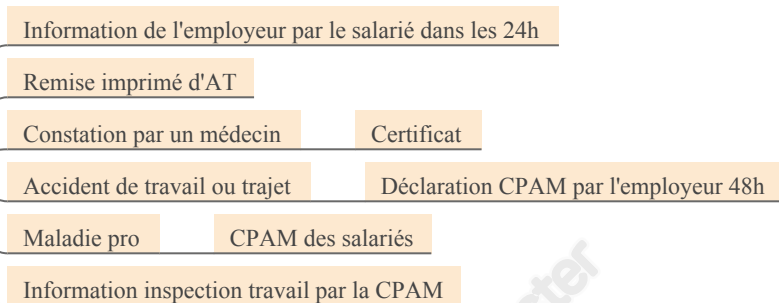 Information de l'employeur par le salarié dans les 24h
Remise imprimé d'AT
Constation par un médecin Certificat
Accident de travail ou trajet Déclaration CPAM par l'employeur 48h
Maladie pro CPAM des salariés
Information inspection travail par la CPAM